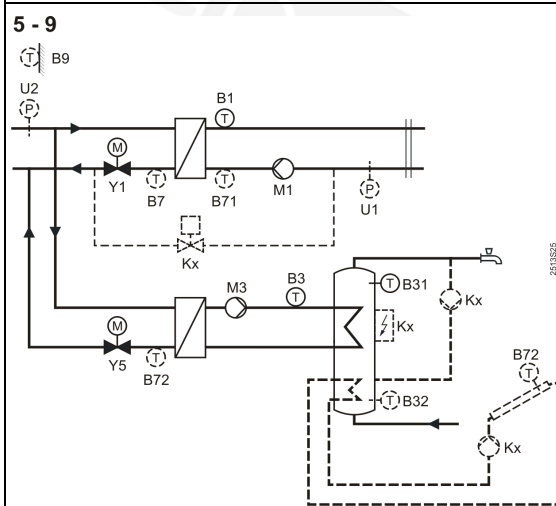 5 - 9
T B9
U2
P
B1
T
M
Y1
T
B7
T
B71
M1
P
U1
Kx
M3
B3
T
T B31
Kx
Kx
M
Y5
T
B72
T B32
B72
T
Kx
2513S25